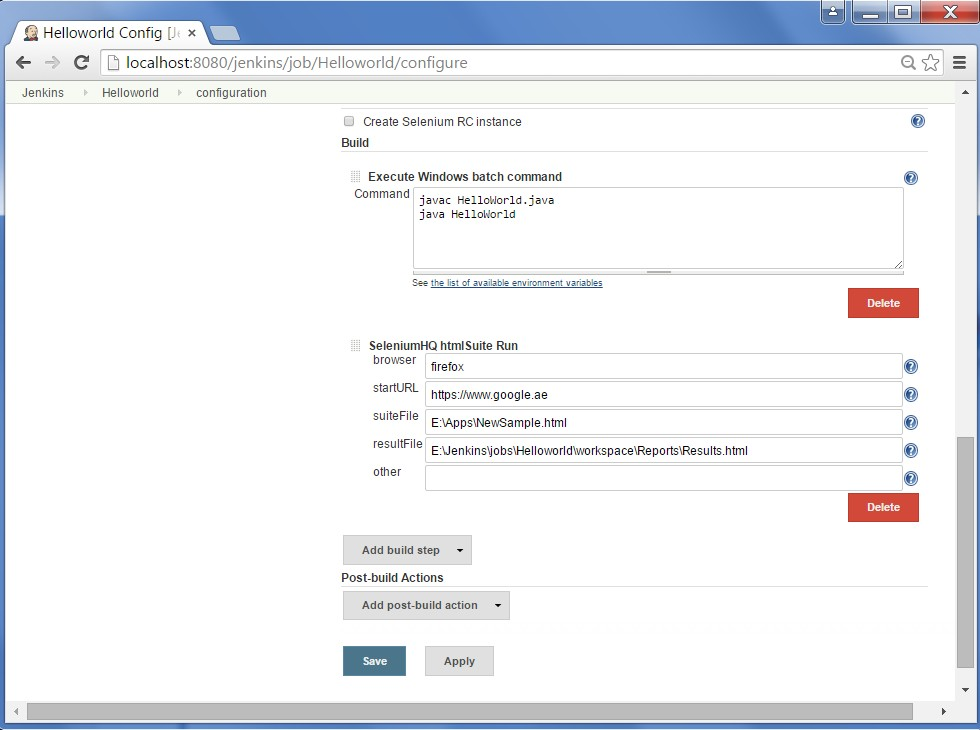 Helloworld Config [Je
localhost:8080/jenkins/job/Helloworld/configure
Jenkins Helloworld configuration
Create Selenium RC instance
Build
Execute Windows batch command
Command
javac HelloWorld.java
java HelloWorld
See the list of available environment variables
Delete
SeleniumHQ htmlSuite Run
browser firefox
startURL https://www.google.ae
suiteFile E:\Apps\NewSample.html
resultFile E:\Jenkins\jobs\Helloworld\workspace\Reports\Results.html
other
Delete
Add build step
Post-build Actions
Add post-build action
Save Apply